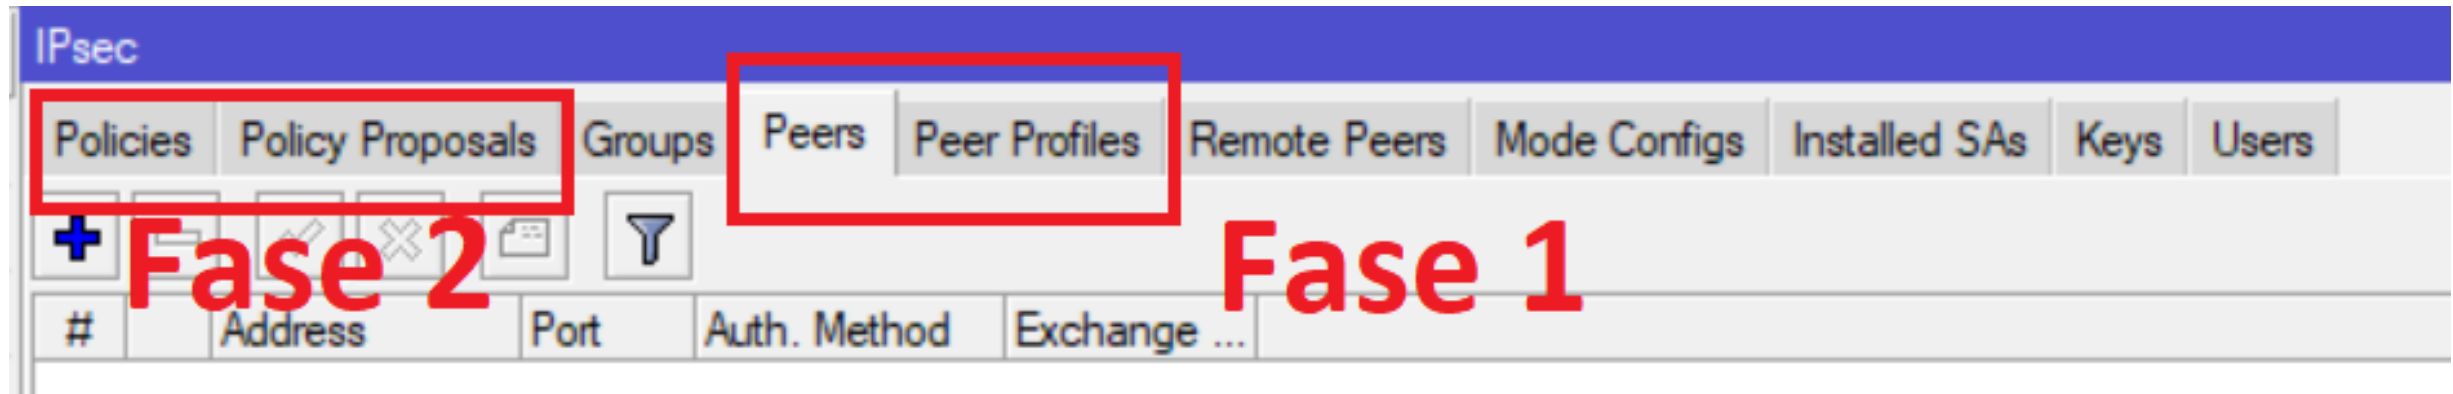 IPsec
Policies Policy Proposals Groups Peers Peer Profiles Remote Peers Mode Configs Installed SAs Keys Users
Fase 2 Fase 1
# Address Port Auth. Method Exchange ...